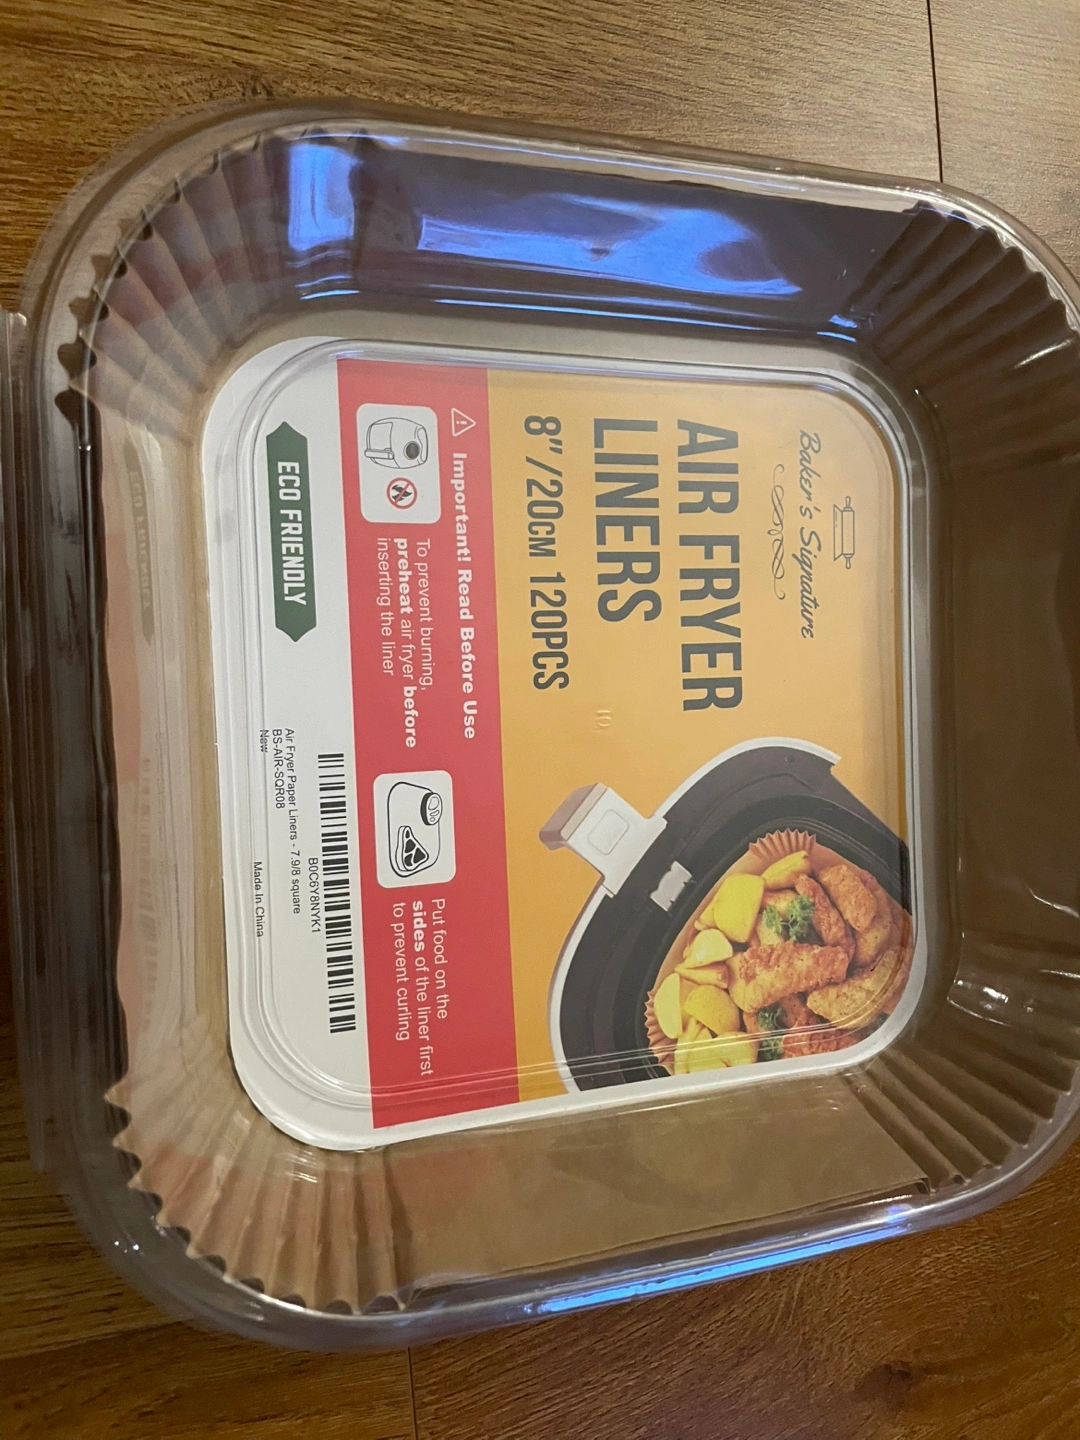 Baker's Signature
AIR FRYER
LINERS
8"/20CM 120PCS
Important! Read Before Use
To prevent burning,
preheat air fryer before
inserting the liner
Put food on the
sides of the liner first
to prevent curling
ECO FRIENDLY
B0C6Y8NYK1
Air Fryer Paper Liners - 7.9/8 square
BS-AIR-SQR08
New
Made In China